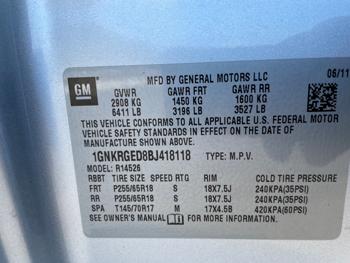 MFD BY GENERAL MOTORS LLC 06/11
GM
GVWR GAWR FRT GAWR RR
2908 KG 1450 KG 1600 KG
6411 LB 3196 LB 3527 LB
THIS VEHICLE CONFORMS TO ALL APPLICABLE U.S. FEDERAL
VEHICLE SAFETY STANDARDS IN EFFECT ON THE DATE OF
MANUFACTURE SHOWN ABOVE.
1GNKRGED8BJ418118 TYPE: M.P.V.
MODEL: R14526
RBBT TIRE SIZE SPEED RTG RIM COLD TIRE PRESSURE
FRT P255/65R18 S 18X7.5J 240KPA(35PSI)
RR P255/65R18 S 18X7.5J 240KPA(35PSI)
SPA T145/70R17 M 17X4.5B 420KPA(60PSI)
SEE OWNER'S MANUAL FOR MORE INFORMATION.